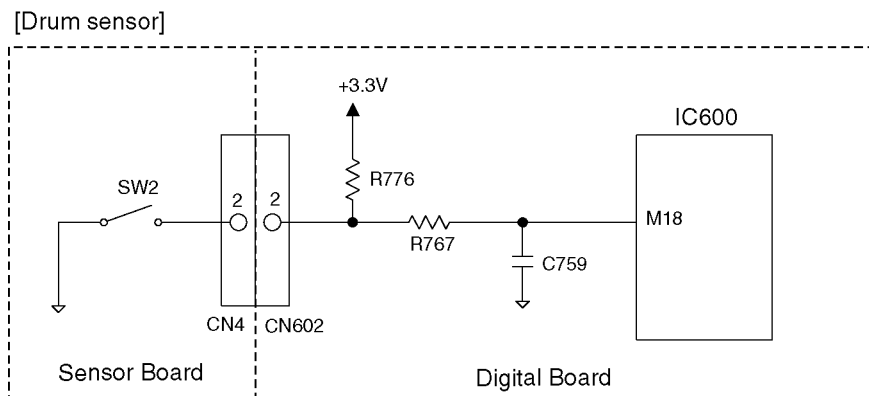 [Drum sensor]
+3.3V
IC600
R776
SW2
2
2
M18
R767
C759
CN4
CN602
Sensor Board
Digital Board